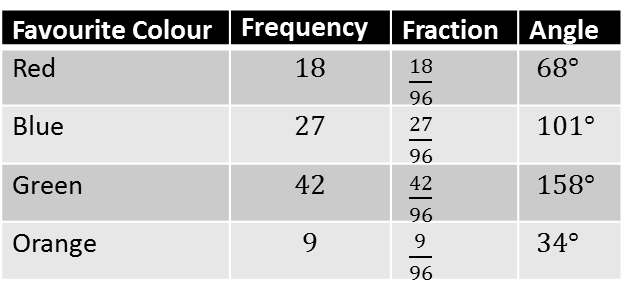 Favourite Colour Frequency Fraction Angle
Red 18 18/96 68°
Blue 27 27/96 101°
Green 42 42/96 158°
Orange 9 9/96 34°